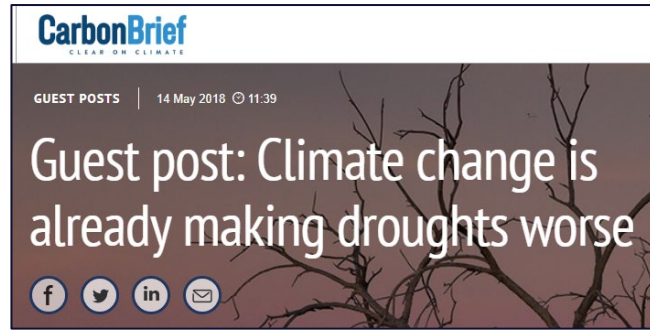 CarbonBrief
CLEAR ON CLIMATE
GUEST POSTS | 14 May 2018 11:39
Guest post: Climate change is
already making droughts worse
f in